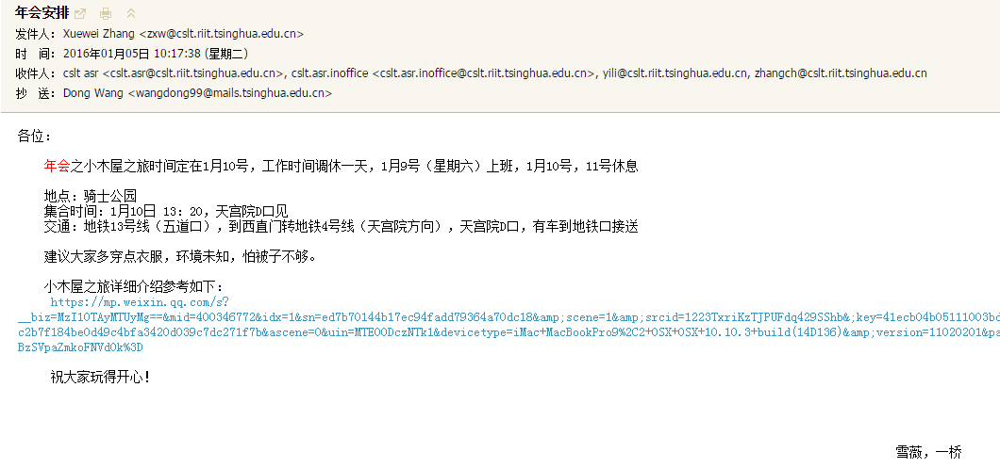 年会安排
发件人：Xuewei Zhang <zxw@cslt.riit.tsinghua.edu.cn>
时 间：2016年01月05日 10:17:38 (星期二)
收件人：cslt asr <cslt.asr@cslt.riit.tsinghua.edu.cn>, cslt.asr.inoffice <cslt.asr.inoffice@cslt.riit.tsinghua.edu.cn>, yili@cslt.riit.tsinghua.edu.cn, zhangch@cslt.riit.tsinghua.edu.cn
抄 送：Dong Wang <wangdong99@mails.tsinghua.edu.cn>
各位：
年会之小木屋之旅时间定在1月10号，工作时间调休一天，1月9号（星期六）上班，1月10号，11号休息
地点：骑士公园
集合时间：1月10日 13：20，天宫院D口见
交通：地铁13号线（五道口），到西直门转地铁4号线（天宫院方向），天宫院D口，有车到地铁口接送
建议大家多穿点衣服，环境未知，怕被子不够。
小木屋之旅详细介绍参考如下：
https://mp.weixin.qq.com/s?
__biz=MzI1OTAyMTUyMg==&mid=400346772&idx=1&sn=ed7b70144b17ec94fadd79364a70dc18&amp;scene=1&amp;srcid=1223TxriKzTJPUFdq429SShb&;key=41ecb04b05111003bd
c2b7f184be0d49c4bfa3420d039c7dc271f7b&ascene=0&uin=MTE0ODczNTk1&devicetype=iMac+MacBookPro9%2C2+OSX+OSX+10.10.3+build(14D136)&amp;version=11020201&pa
BzSVpaZmkoFNVd0k%3D
祝大家玩得开心！
雪薇，一桥